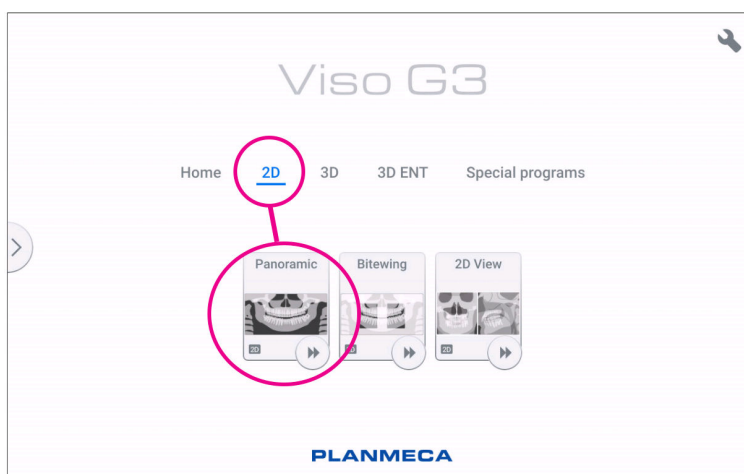 Viso G3
Home 2D 3D 3D ENT Special programs
Panoramic Bitewing 2D View
2D 2D 2D
PLANMECA